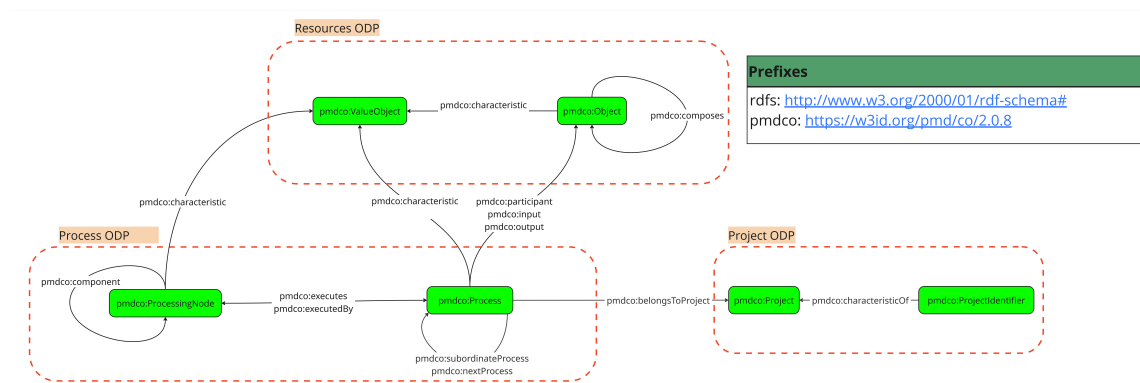 Resources ODP
Prefixes
rdfs: http://www.w3.org/2000/01/rdf-schema#
pmdco: https://w3id.org/pmd/co/2.0.8
pmdco:ValueObject
pmdco:characteristic
pmdco:Object
pmdco:composes
pmdco:characteristic
pmdco:characteristic
pmdco:participant
pmdco:input
pmdco:output
Process ODP
Project ODP
pmdco:component
pmdco:ProcessingNode
pmdco:executes
pmdco:executedBy
pmdco:Process
pmdco:belongsToProject
pmdco:Project
pmdco:characteristicOf
pmdco:ProjectIdentifier
pmdco:subordinateProcess
pmdco:nextProcess